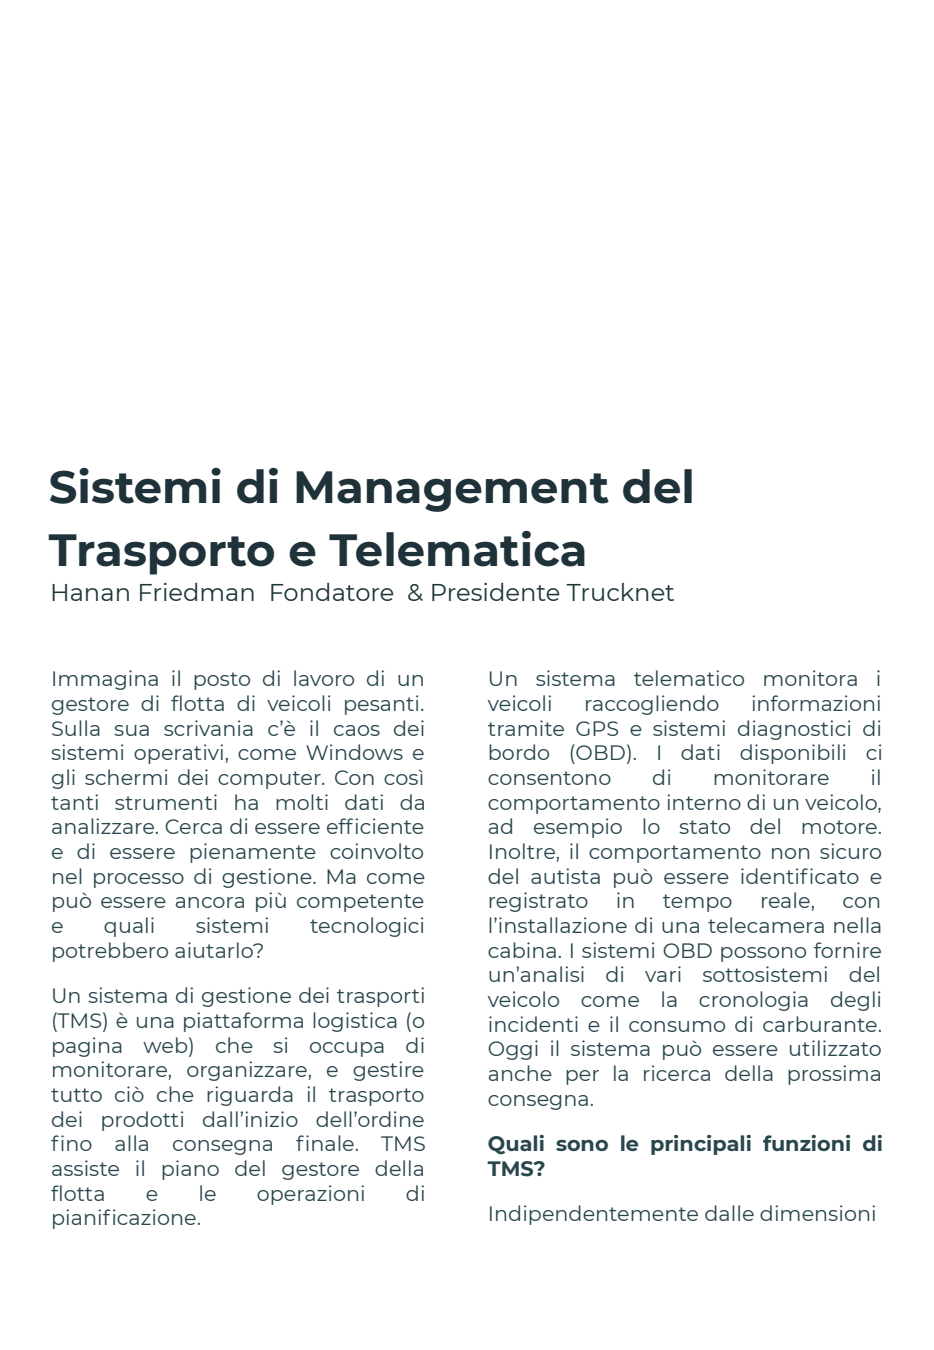 Sistemi di Management del
Trasporto e Telematica
Hanan Friedman  Fondatore  & Presidente Trucknet
Immagina il posto di lavoro di un
gestore di flotta di veicoli pesanti.
Sulla sua scrivania c’è il caos dei
sistemi operativi, come Windows e
gli schermi dei computer. Con così
tanti strumenti ha molti dati da
analizzare. Cerca di essere efficiente
e di essere pienamente coinvolto
nel processo di gestione. Ma come
può essere ancora più competente
e quali sistemi tecnologici
potrebbero aiutarlo?
Un sistema di gestione dei trasporti
(TMS) è una piattaforma logistica (o
pagina web) che si occupa di
monitorare, organizzare, e gestire
tutto ciò che riguarda il trasporto
dei prodotti dall’inizio dell’ordine
fino alla consegna finale. TMS
assiste il piano del gestore della
flotta e le operazioni di
pianificazione.
Un sistema telematico monitora i
veicoli raccogliendo informazioni
tramite GPS e sistemi diagnostici di
bordo (OBD). I dati disponibili ci
consentono di monitorare il
comportamento interno di un veicolo,
ad esempio lo stato del motore.
Inoltre, il comportamento non sicuro
del autista può essere identificato e
registrato in tempo reale, con
l’installazione di una telecamera nella
cabina. I sistemi OBD possono fornire
un’analisi di vari sottosistemi del
veicolo come la cronologia degli
incidenti e il consumo di carburante.
Oggi il sistema può essere utilizzato
anche per la ricerca della prossima
consegna.
Quali sono le principali funzioni di
TMS?
Indipendentemente dalle dimensioni